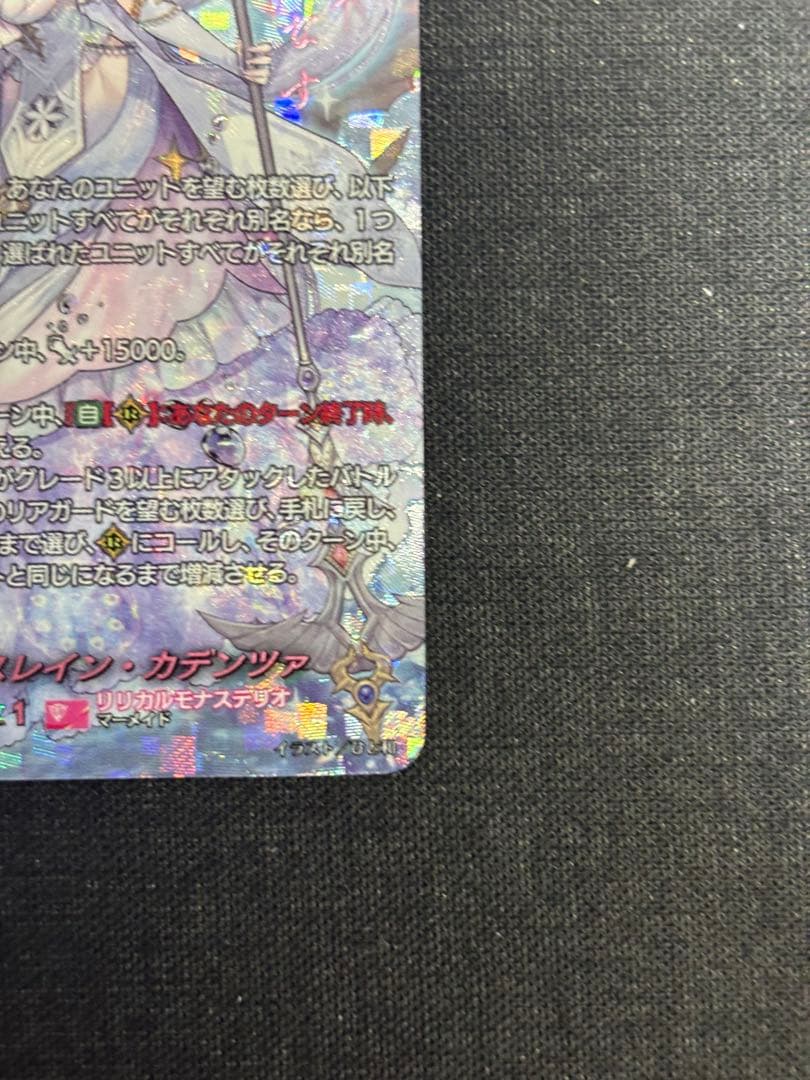 あなたのユニットを望む枚数選び、以下
ユニットすべてがそれぞれ別名なら、1つ
選ばれたユニットすべてがそれぞれ別名
ン中、+15000。
ーン中、【自】【R】:あなたのターン終了時、
える。
がグレード3以上にアタックしたバトル
のリアガードを望む枚数選び、手札に戻し、
まで選び、Rにコールし、そのターン中、
トと同じになるまで増減させる。
スレイン・カデンツァ
1 リリカルモナステリオ
マーメイド
イラスト/